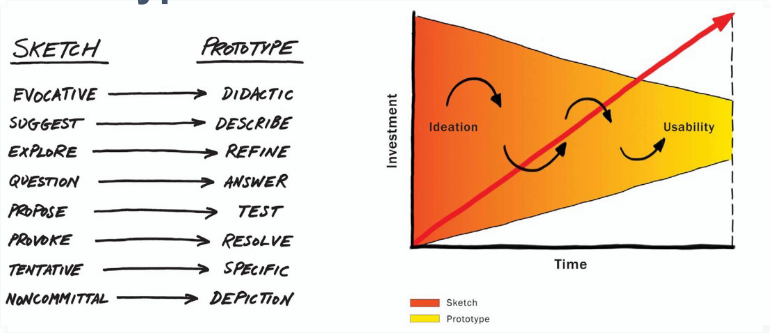 SKETCH PROTOTYPE
EVOCATIVE → DIDACTIC
SUGGEST → DESCRIBE
EXPLORE → REFINE
QUESTION → ANSWER
PROPOSE → TEST
PROVOKE → RESOLVE
TENTATIVE → SPECIFIC
NONCOMMITTAL → DEPICTION
Investment
Ideation
Usability
Time
Sketch
Prototype